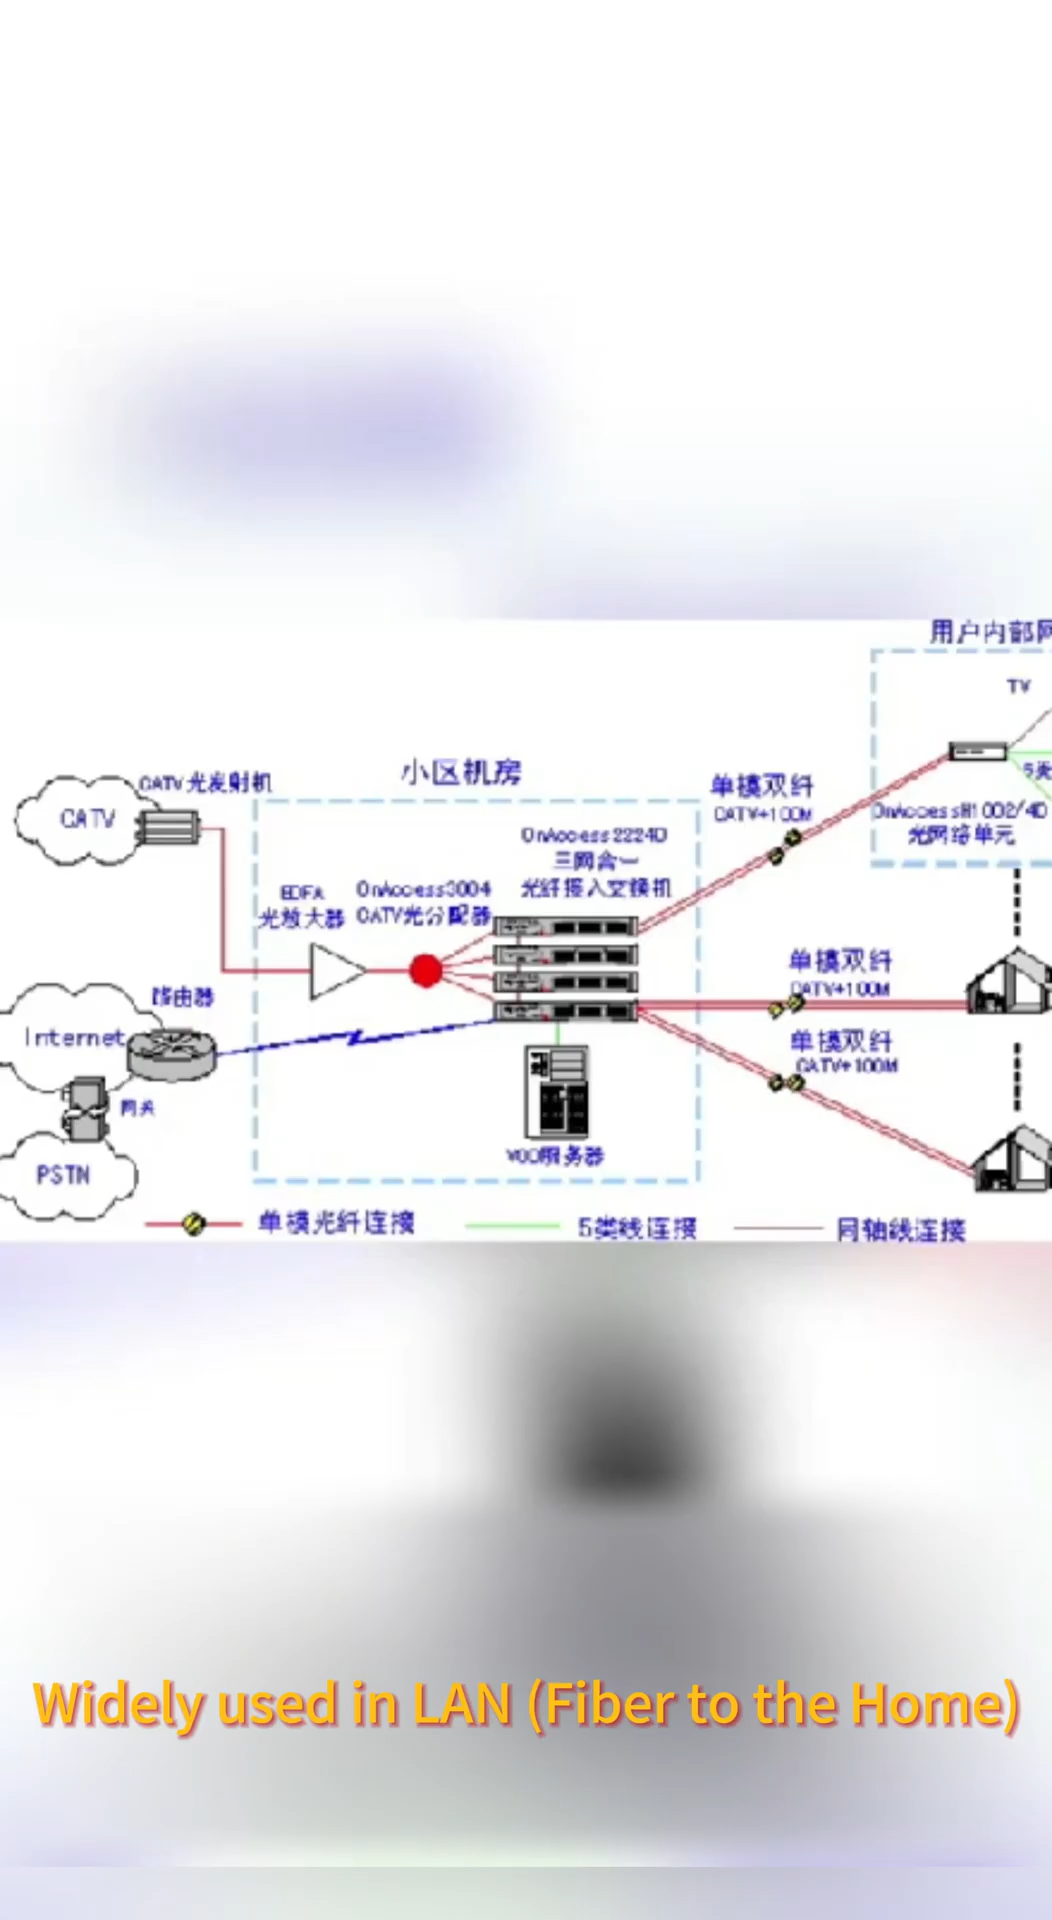 用户内部网
TV
CATV光发射机
CATV
小区机房
单模双纤
CATV+100M
5类
OnAccess2224D
三网合一
光纤接入交换机
OnAccessH1002/4D
光网络单元
EDFA
光放大器
OnAccess3004
CATV光分配器
单模双纤
CATV+100M
路由器
Internet
单模双纤
CATV+100M
网关
VOD服务器
PSTN
单模光纤连接
5类线连接
同轴线连接
Widely used in LAN (Fiber to the Home)